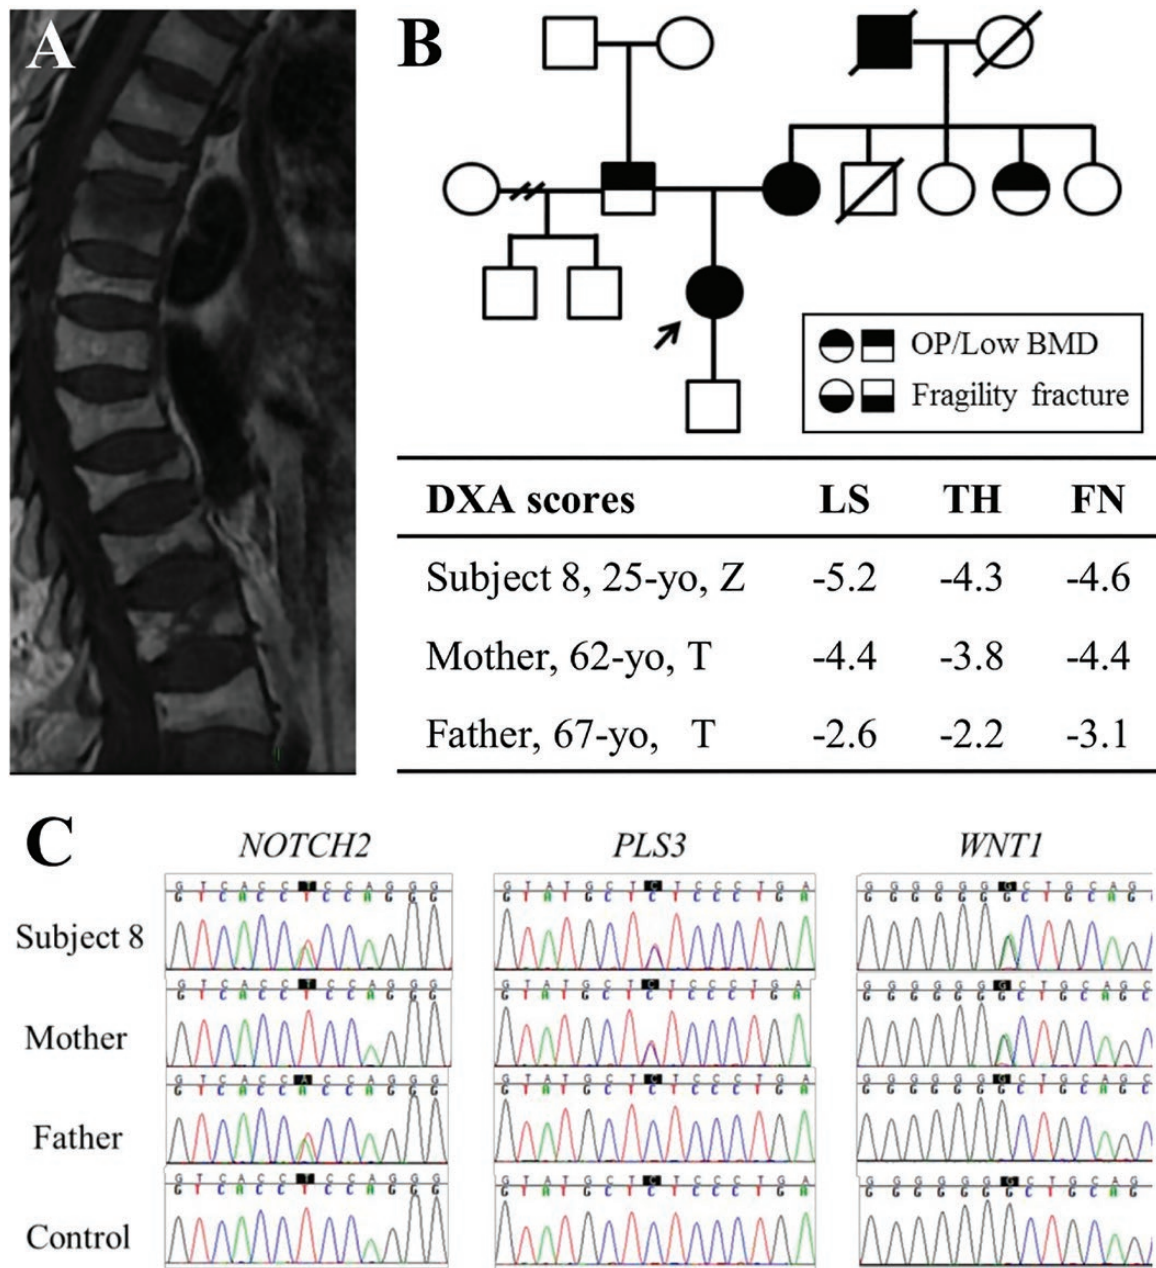 A
B
OP/Low BMD
Fragility fracture
DXA scores LS TH FN
Subject 8, 25-yo, Z -5.2 -4.3 -4.6
Mother, 62-yo, T -4.4 -3.8 -4.4
Father, 67-yo, T -2.6 -2.2 -3.1
C
NOTCH2 PLS3 WNT1
G T C A C C T C C A G G G G T A T G C T C T C C C T G A G G G G G G G C T G C A G
G T C A C C T C C A G G G G T A T G C T C T C C C T G A G G G G G G G C T G C A G C
Subject 8
G T C A C C T C C A G G G G T A T G C T C T C C C T G A G G G G G G G C T G C A G C
G T C A C C T C C A G G G G T A T G C T C T C C C T G A G G G G G G G C T G C A G C
Mother
G T C A C C A C C A G G G G T A T G C T C T C C C T G A G G G G G G G C T G C A G C
G T C A C C A C C A G G G G T A T G C T C T C C C T G A G G G G G G G C T G C A G C
Father
G T C A C C T C C A G G G G T A T G C T C T C C C T G A G G G G G G G C T G C A G
G T C A C C T C C A G G G G T A T G C T C T C C C T G A G G G G G G G C T G C A G
Control